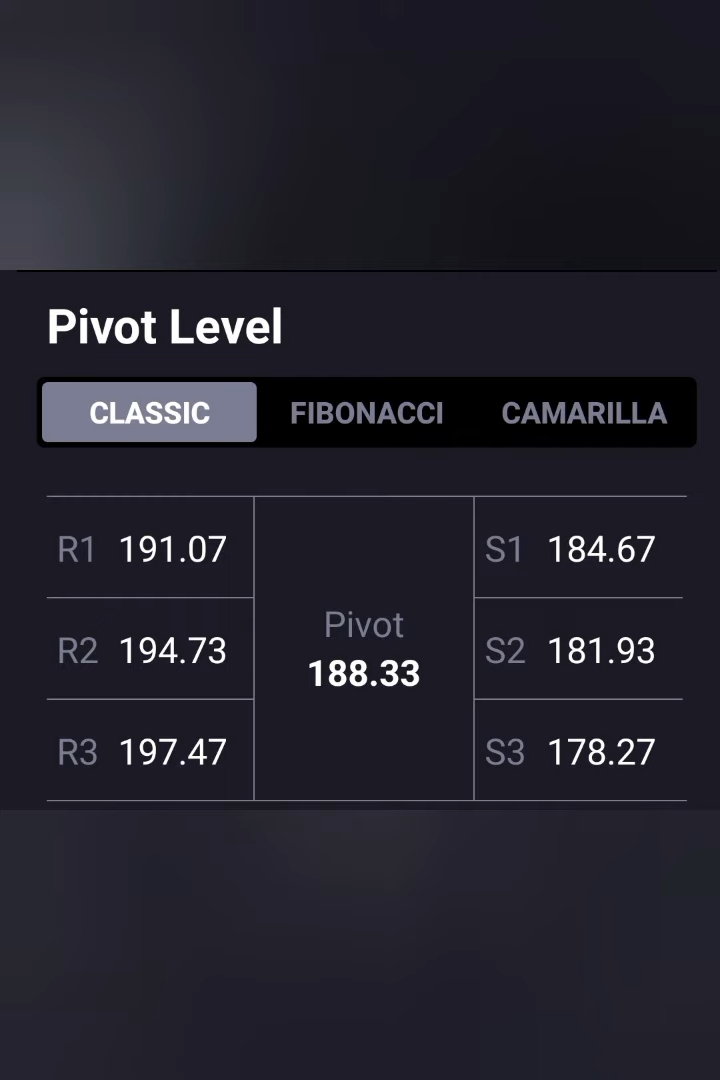 Pivot Level
CLASSIC FIBONACCI CAMARILLA
R1 191.07
R2 194.73
R3 197.47
Pivot
188.33
S1 184.67
S2 181.93
S3 178.27